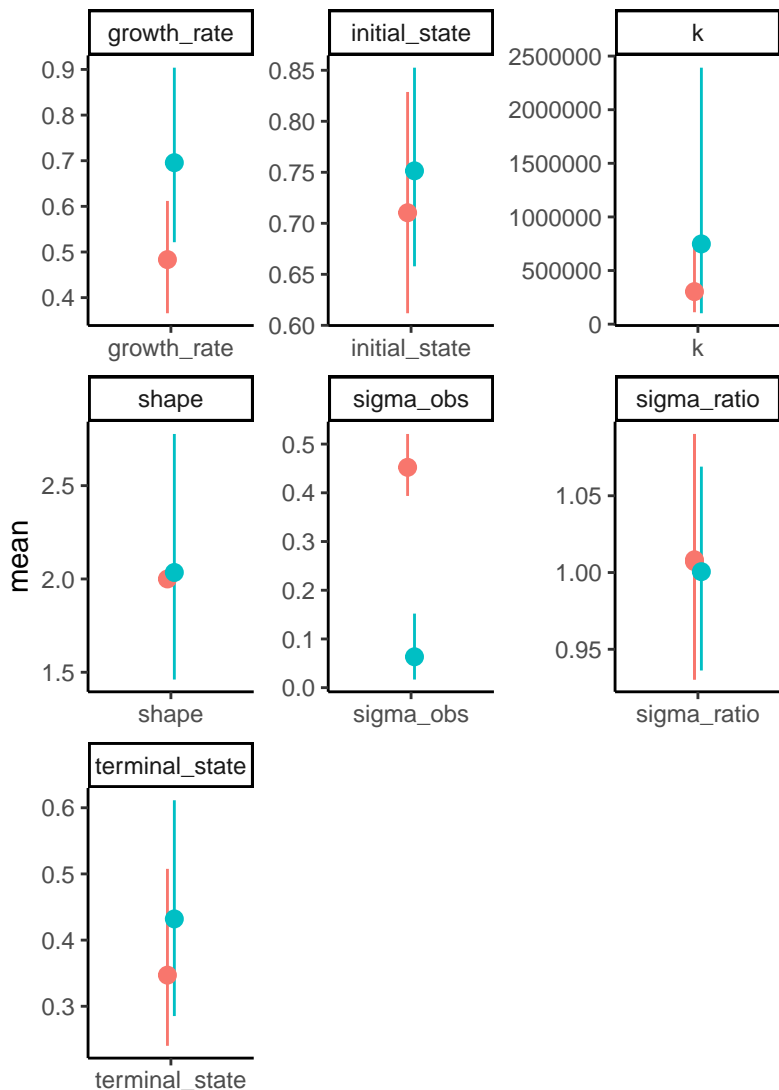 growth_rate
0.9
0.8
0.7
0.6
0.5
0.4
growth_rate
initial_state
0.85
0.80
0.75
0.70
0.65
0.60
initial_state
k
2500000
2000000
1500000
1000000
500000
0
k
mean
shape
2.5
2.0
1.5
shape
sigma_obs
0.5
0.4
0.3
0.2
0.1
0.0
sigma_obs
sigma_ratio
1.05
1.00
0.95
sigma_ratio
terminal_state
0.6
0.5
0.4
0.3
terminal_state